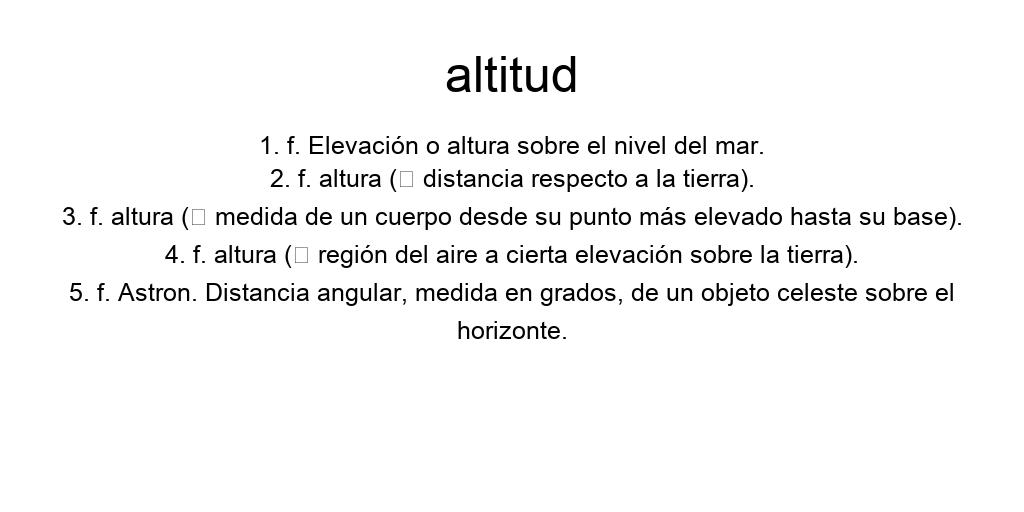 altitud
1. f. Elevación o altura sobre el nivel del mar.
2. f. altura (□ distancia respecto a la tierra).
3. f. altura (□ medida de un cuerpo desde su punto más elevado hasta su base).
4. f. altura (□ región del aire a cierta elevación sobre la tierra).
5. f. Astron. Distancia angular, medida en grados, de un objeto celeste sobre el
horizonte.